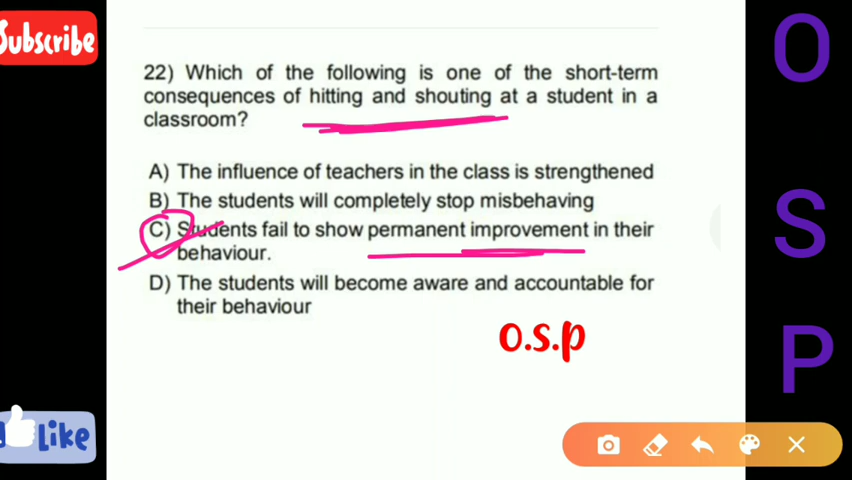 Subscribe
22) Which of the following is one of the short-term
consequences of hitting and shouting at a student in a
classroom?
A) The influence of teachers in the class is strengthened
B) The students will completely stop misbehaving
C) Students fail to show permanent improvement in their
behaviour.
D) The students will become aware and accountable for
their behaviour
O.S.P
Like
O
S
P